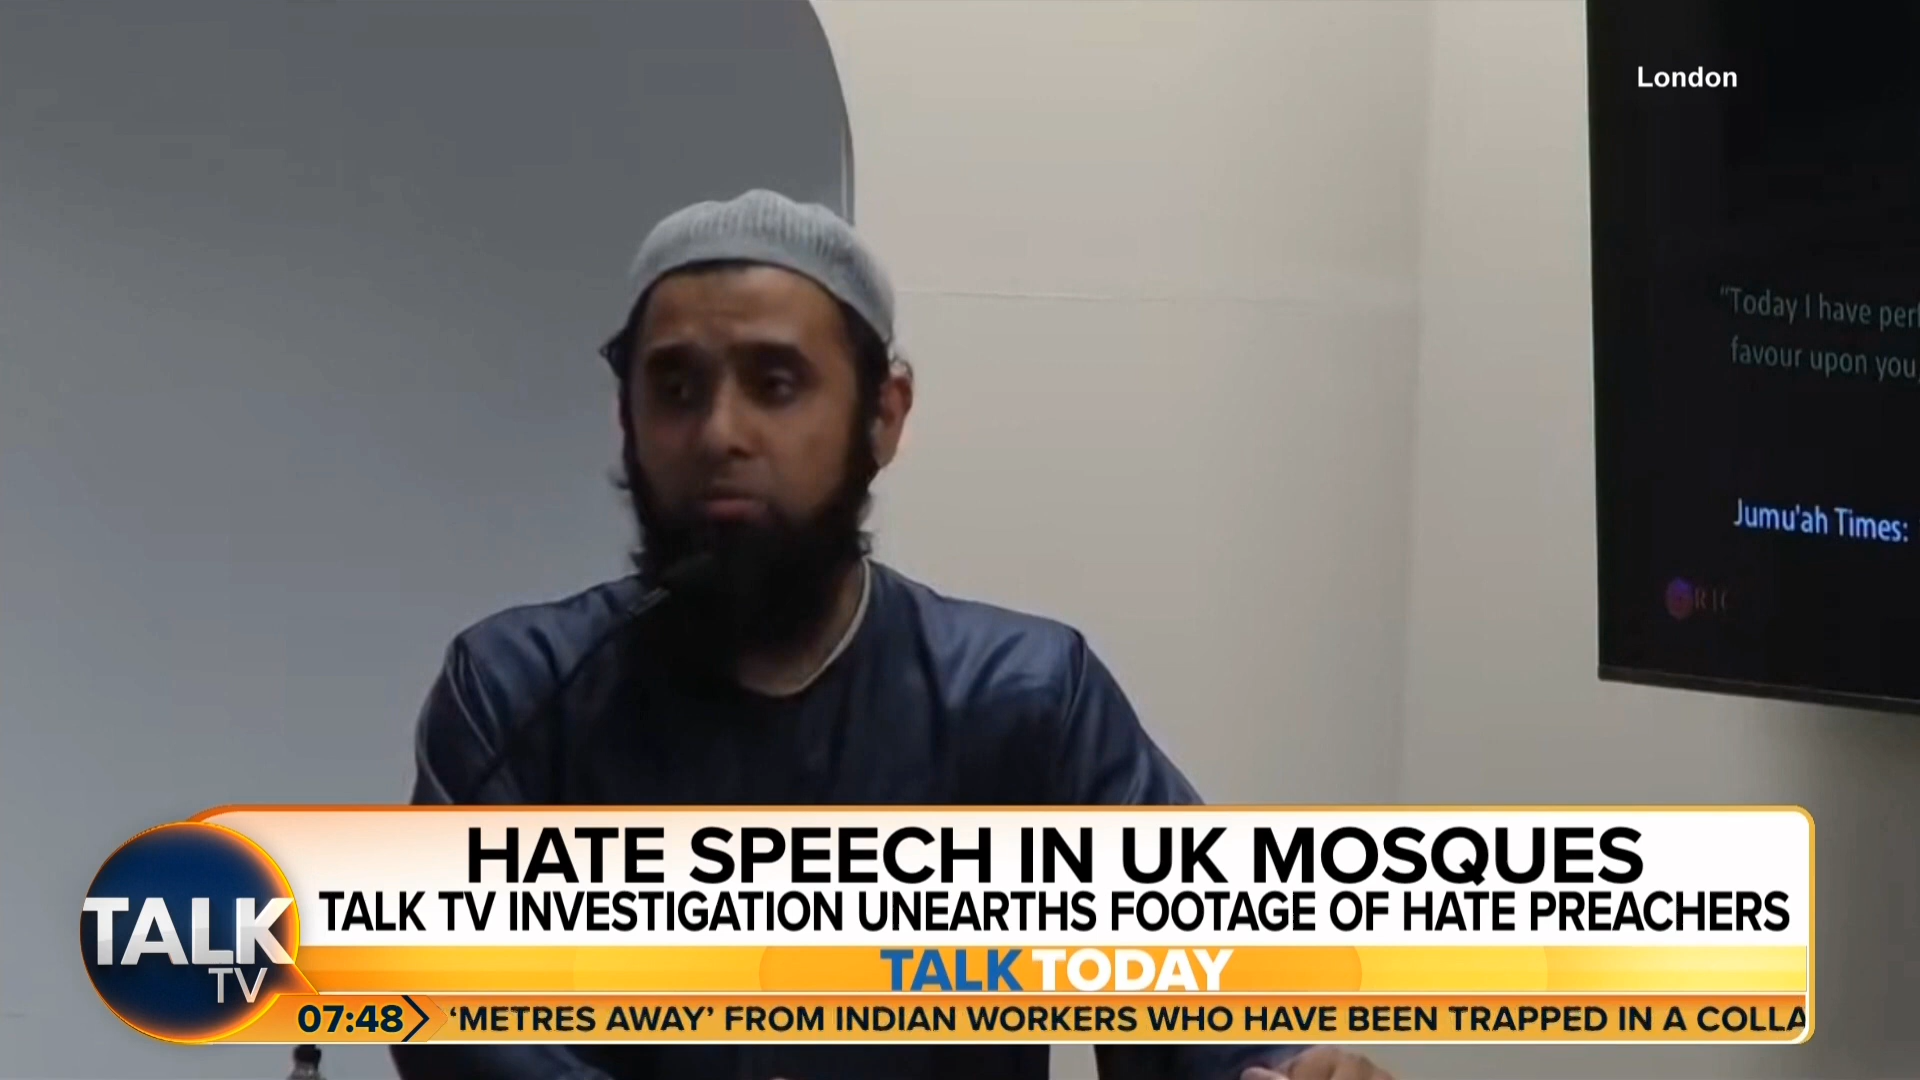 London
"Today I have
favour upon you
Jumu'ah Times:
HATE SPEECH IN UK MOSQUES
TALK TV INVESTIGATION UNEARTHS FOOTAGE OF HATE PREACHERS
TALK
TV
TALK TODAY
07:48
'METRES AWAY' FROM INDIAN WORKERS WHO HAVE BEEN TRAPPED IN A